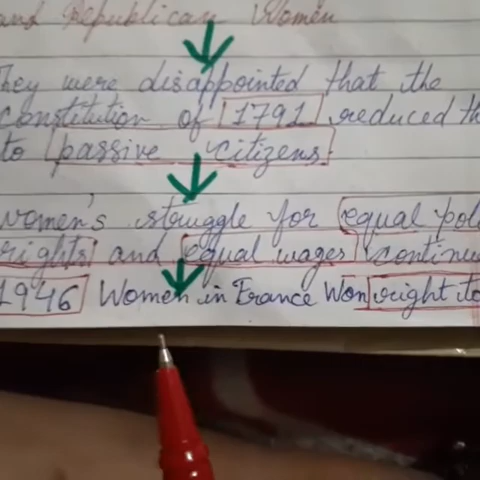 and Republican Women
They were disappointed that the
constitution of 1791 reduced th
to passive citizens
women's struggle for equal pol
rights and equal wages continu
1946 Women in France Won right to